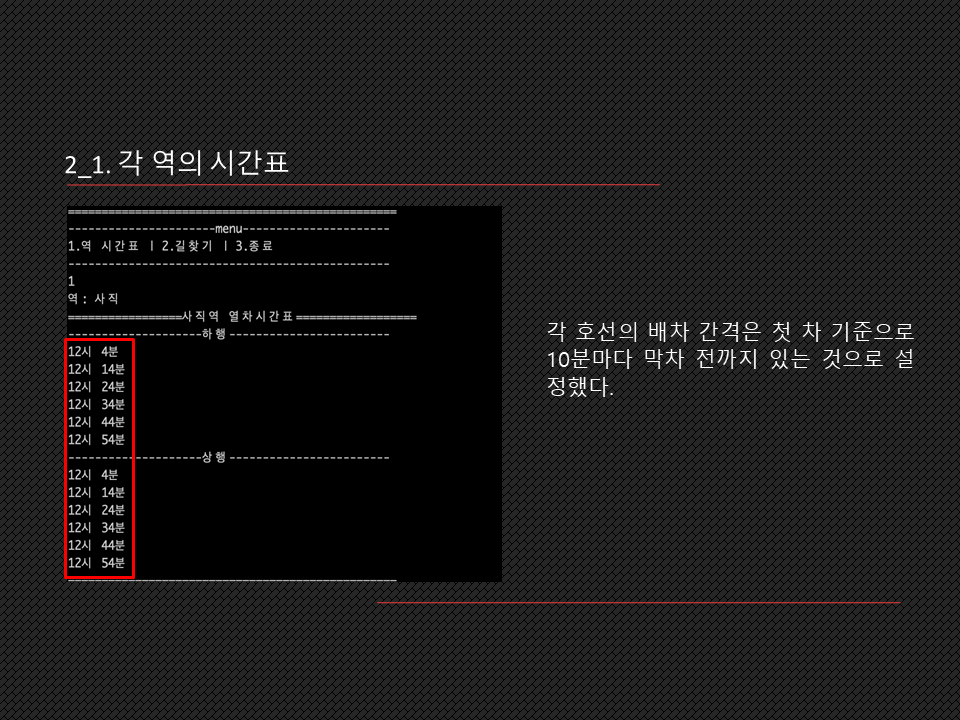 2_1. 각 역의 시간표
=================================================
----------------------menu----------------------
1.역 시간표 | 2.길찾기 | 3.종료
------------------------------------------------
1
역 : 사직
=================사직역 열차시간표==================
--------------------하행------------------------
12시 4분
12시 14분
12시 24분
12시 34분
12시 44분
12시 54분
--------------------상행------------------------
12시 4분
12시 14분
12시 24분
12시 34분
12시 44분
12시 54분
=================================================
각 호선의 배차 간격은 첫 차 기준으로
10분마다 막차 전까지 있는 것으로 설
정했다.